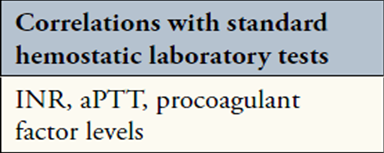 Correlations with standard
hemostatic laboratory tests
INR, aPTT, procoagulant
factor levels